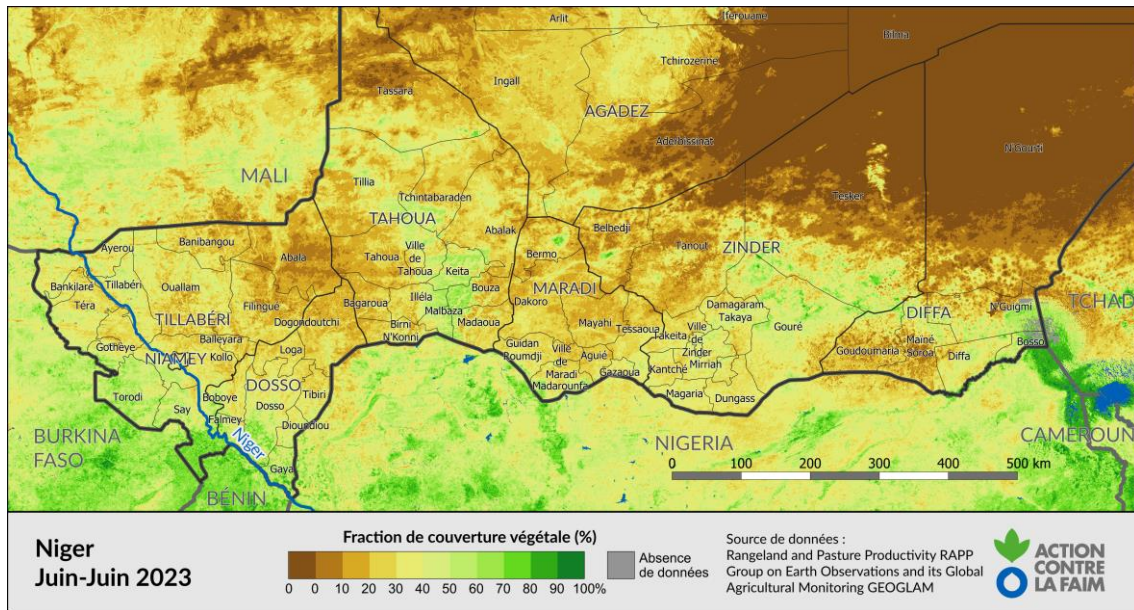 Arlit
Iferouane
Bilma
Tchirozerine
Ingall
Tassara
AGADEZ
Aderbissinat
N'Gourti
MALI
Tillia
Tchintabaraden
Tesker
TAHOUA
Abalak
Belbedji
Tanout
ZINDER
Ayerou
Banibangou
Abala
Tahoua
Ville
de
Tahoua
Keita
Bermo
Bankilaré
Tillabéri
Ouallam
Téra
Filingue
Bagaroua
Illéla
Bouza
MARADI
Dakoro
Damagaram
Takaya
DIFFA
N'Guigmi
TCHAD
TILLABÉRI
Dogondoutchi
Malbaza
Birni
N'Konni
Madaoua
Mayahi
Tessaoua
Takeita
Ville
de
Zinder
Gouré
Maïné
soroa
Bosso
Balleyara
Gotheye
NIAMEY
Kollo
Loga
Guidan
Roumdji
Ville
de
Maradi
Aguié
Mirriah
Goudoumaria
Diffa
Kantché
Gazaoua
Madarounfa
Torodi
Say
Boboye
DOSSO
Tibiri
Dosso
Magaria
Dungass
Falmey
Dioundiou
Niger
BURKINA
FASO
NIGERIA
CAMEROUN
Gaya
BÉNIN
0 100 200 300 400 500 km
Niger
Juin-Juin 2023
Fraction de couverture végétale (%)
0 0 10 20 30 40 50 60 70 80 90 100%
Absence
de données
Source de données :
Rangeland and Pasture Productivity RAPP
Group on Earth Observations and its Global
Agricultural Monitoring GEOGLAM
ACTION
CONTRE
LA FAIM